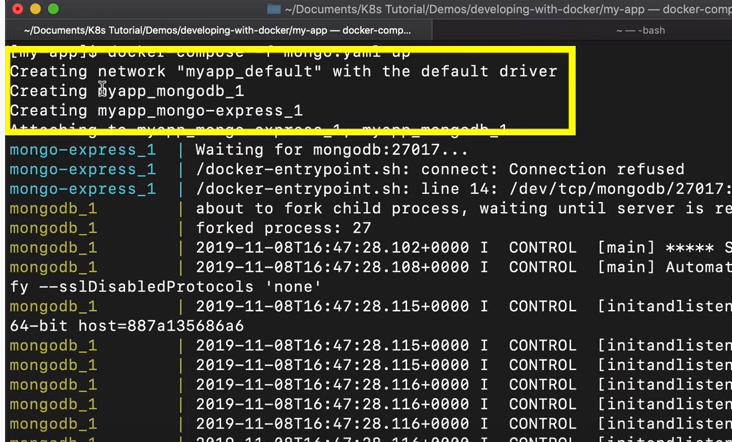 ~/Documents/K8s Tutorial/Demos/developing-with-docker/my-app — docker-comp
~/Documents/K8s Tutorial/Demos/developing-with-docker/my-app — docker-compose -f mongo.yaml up...
~ — -bash
[my-app]$ docker-compose -f mongo.yaml up
Creating network "myapp_default" with the default driver
Creating myapp_mongodb_1
Creating myapp_mongo-express_1
Attaching to myapp_mongo-express_1, myapp_mongodb_1
mongo-express_1 | Waiting for mongodb:27017...
mongo-express_1 | /docker-entrypoint.sh: connect: Connection refused
mongo-express_1 | /docker-entrypoint.sh: line 14: /dev/tcp/mongodb/27017:
mongodb_1 | about to fork child process, waiting until server is re
mongodb_1 | forked process: 27
mongodb_1 | 2019-11-08T16:47:28.102+0000 I CONTROL [main] ***** S
mongodb_1 | 2019-11-08T16:47:28.108+0000 I CONTROL [main] Automat
fy --sslDisabledProtocols 'none'
mongodb_1 | 2019-11-08T16:47:28.115+0000 I CONTROL [initandlisten
64-bit host=887a135686a6
mongodb_1 | 2019-11-08T16:47:28.115+0000 I CONTROL [initandlisten
mongodb_1 | 2019-11-08T16:47:28.115+0000 I CONTROL [initandlisten
mongodb_1 | 2019-11-08T16:47:28.116+0000 I CONTROL [initandlisten
mongodb_1 | 2019-11-08T16:47:28.116+0000 I CONTROL [initandlisten
mongodb_1 | 2019-11-08T16:47:28.116+0000 I CONTROL [initandlisten